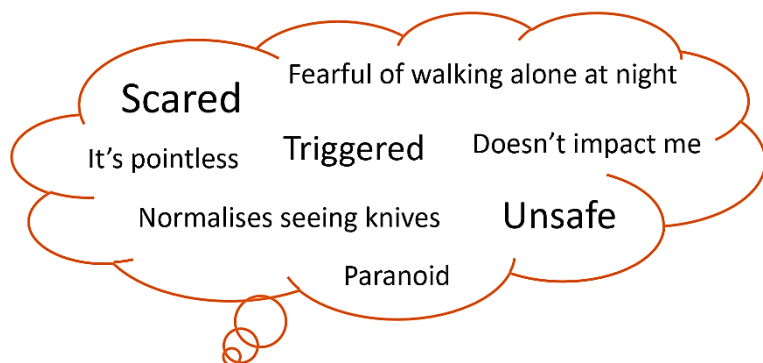 Fearful of walking alone at night
Scared
It's pointless
Triggered
Doesn't impact me
Normalises seeing knives
Unsafe
Paranoid